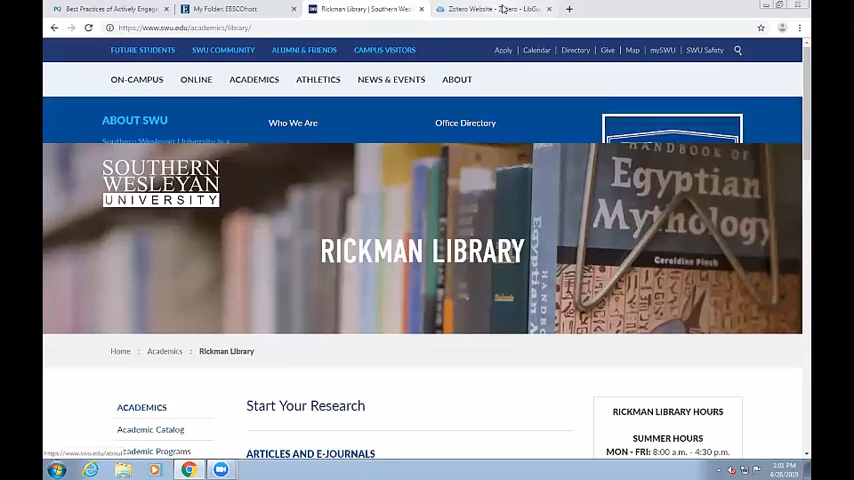 Best Practices of Actively Engage
My Folder: EBSCOhost
Rickman Library | Southern Wes
Zotero Website - Zotero - LibGu
https://www.swu.edu/academics/library/
FUTURE STUDENTS SWU COMMUNITY ALUMNI & FRIENDS CAMPUS VISITORS Apply Calendar Directory Give Map mySWU SWU Safety
ON-CAMPUS ONLINE ACADEMICS ATHLETICS NEWS & EVENTS ABOUT
ABOUT SWU Who We Are Office Directory
Southern Wesleyan University is a
SOUTHERN
WESLEYAN
UNIVERSITY
RICKMAN LIBRARY
HANDBOOK OF
Egyptian
Mythology
Geraldine Pinch
Home : Academics : Rickman Library
ACADEMICS
Academic Catalog
Academic Programs
Start Your Research
ARTICLES AND E-JOURNALS
RICKMAN LIBRARY HOURS
SUMMER HOURS
MON - FRI: 8:00 a.m. - 4:30 p.m.
https://www.swu.edu/about
1:01 PM
6/26/2019